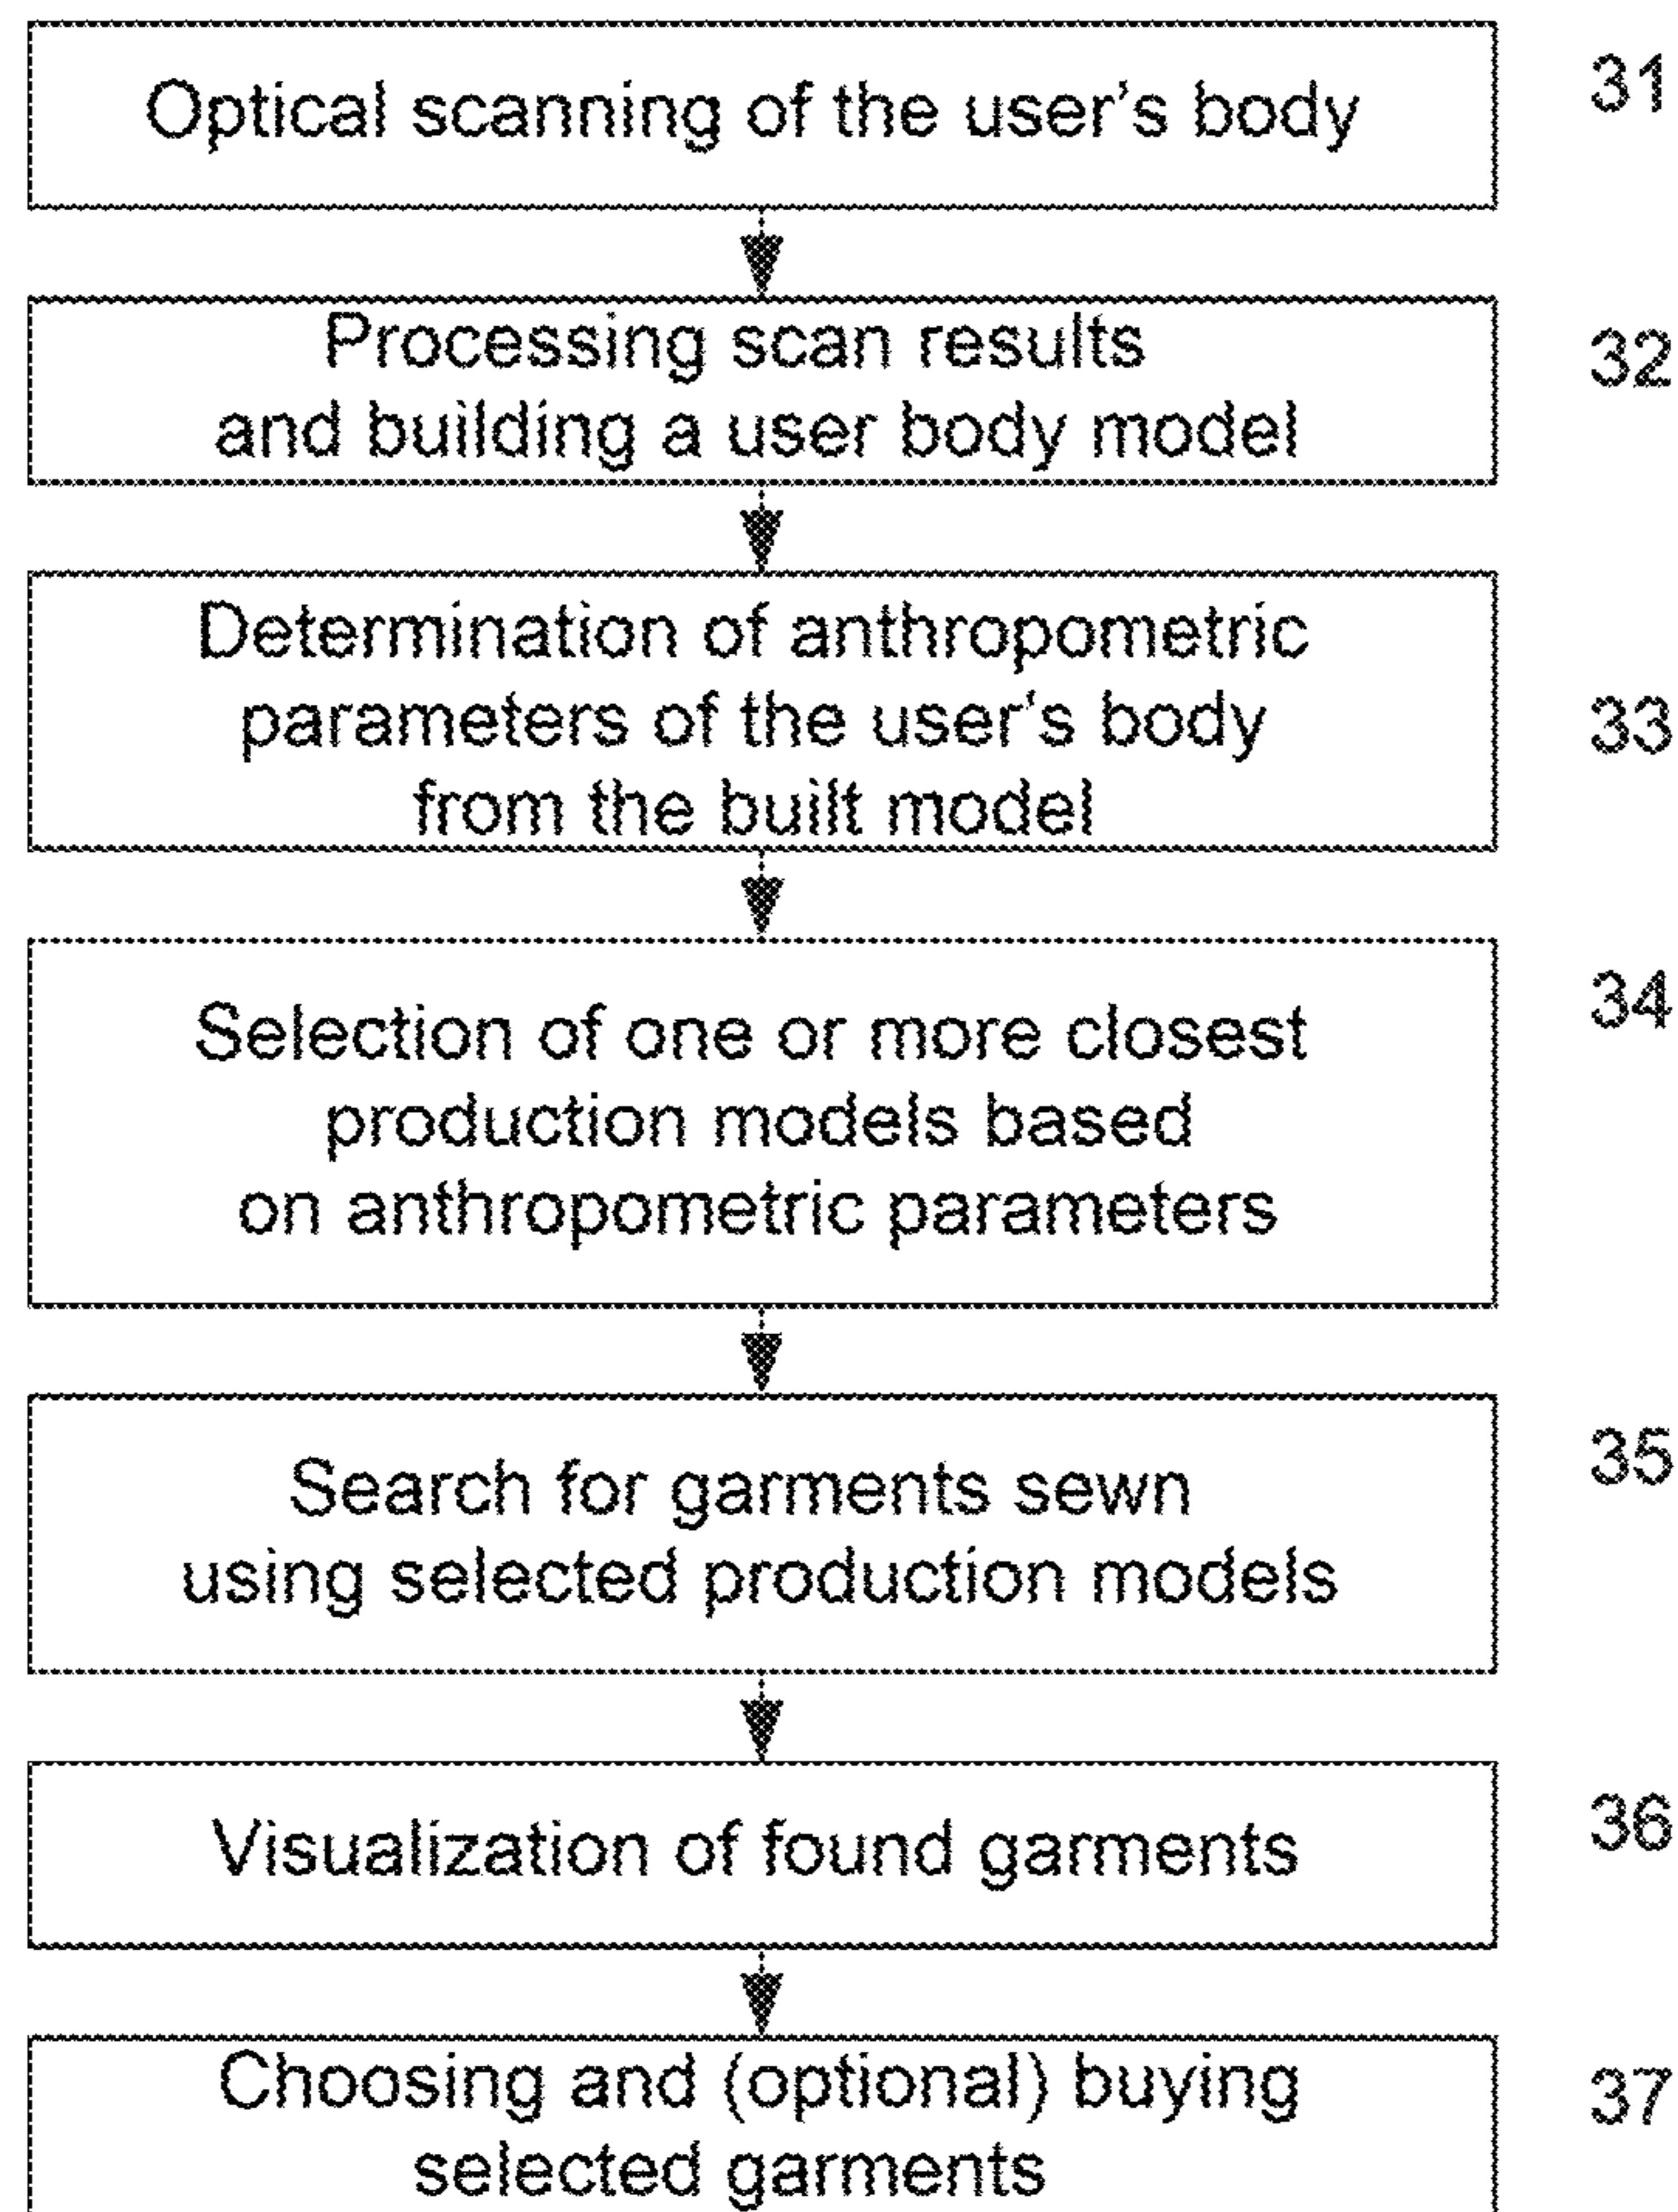 Optical scanning of the user's body
31
Processing scan results
and building a user body model
32
Determination of anthropometric
parameters of the user's body
from the built model
33
Selection of one or more closest
production models based
on anthropometric parameters
34
Search for garments sewn
using selected production models
35
Visualization of found garments
36
Choosing and (optional) buying
selected garments
37